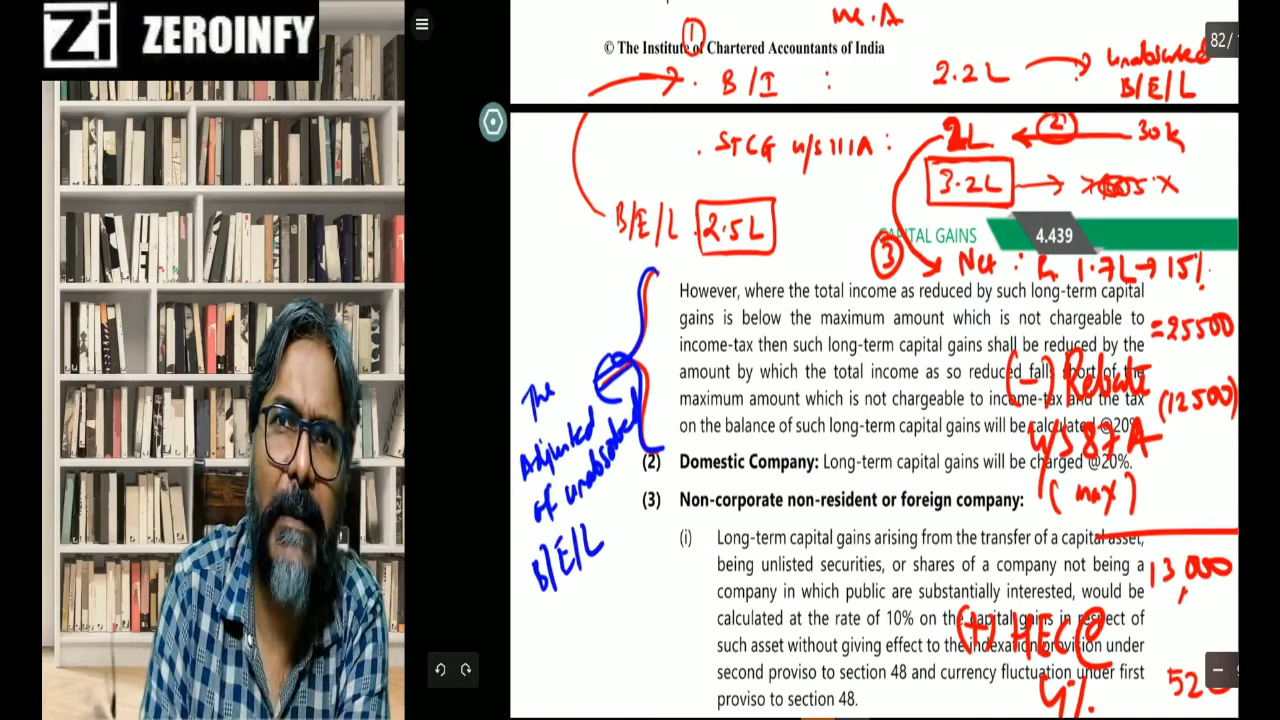 Zi ZEROINFY
Mr. A
© The Institute of Chartered Accountants of India
82/
①
B/I : 2.2L
unabsorbed
B/E/L
STCG u/s 111A : 2L
② 30k
3.2L
B/E/L 2.5L
CAPITAL GAINS 4.439
③ Net : 1.7L → 15%
However, where the total income as reduced by such long-term capital
gains is below the maximum amount which is not chargeable to
= 25500
income-tax then such long-term capital gains shall be reduced by the
amount by which the total income as so reduced falls short of the
(-) Rebate
maximum amount which is not chargeable to income-tax and the tax
(12500)
on the balance of such long-term capital gains will be calculated @20%
u/s 87A
(2) Domestic Company: Long-term capital gains will be charged @20%.
(max)
(3) Non-corporate non-resident or foreign company:
(i) Long-term capital gains arising from the transfer of a capital asset,
being unlisted securities, or shares of a company not being a
13,000
company in which public are substantially interested, would be
calculated at the rate of 10% on the capital gains in respect of
(+) HEC@
such asset without giving effect to the indexation provision under
second proviso to section 48 and currency fluctuation under first
4%
proviso to section 48.
52
The
Adjusted
of unabsorbed
B/E/L